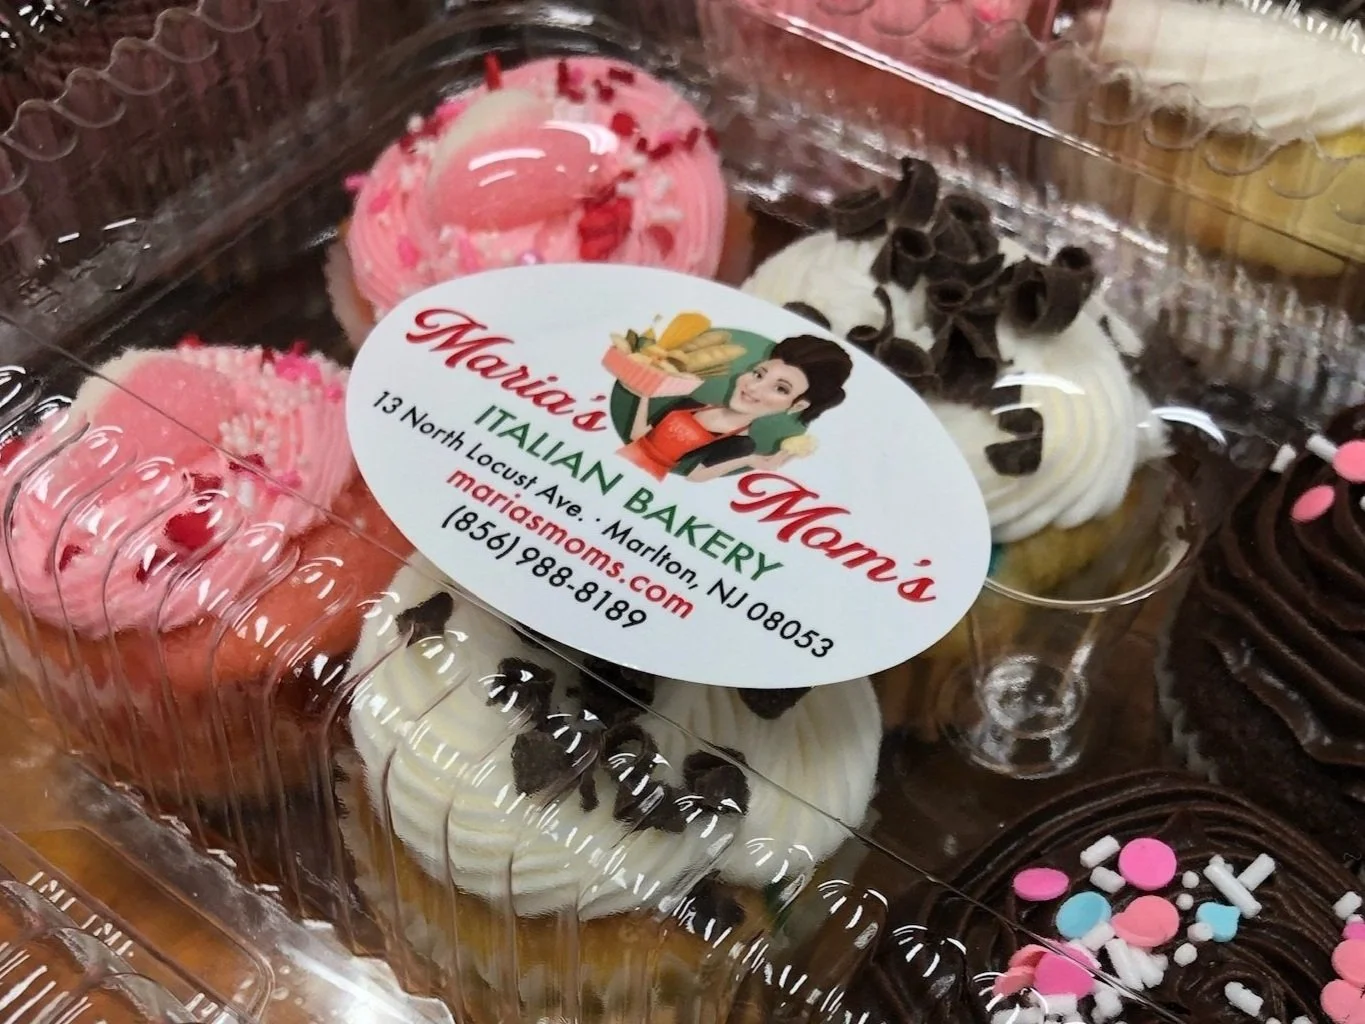 Maria's Mom's
ITALIAN BAKERY
13 North Locust Ave. · Marlton, NJ 08053
mariasmoms.com
(856) 988-8189